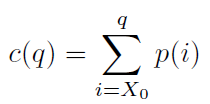 c(q) = \sum_{i=X_0}^{q} p(i)